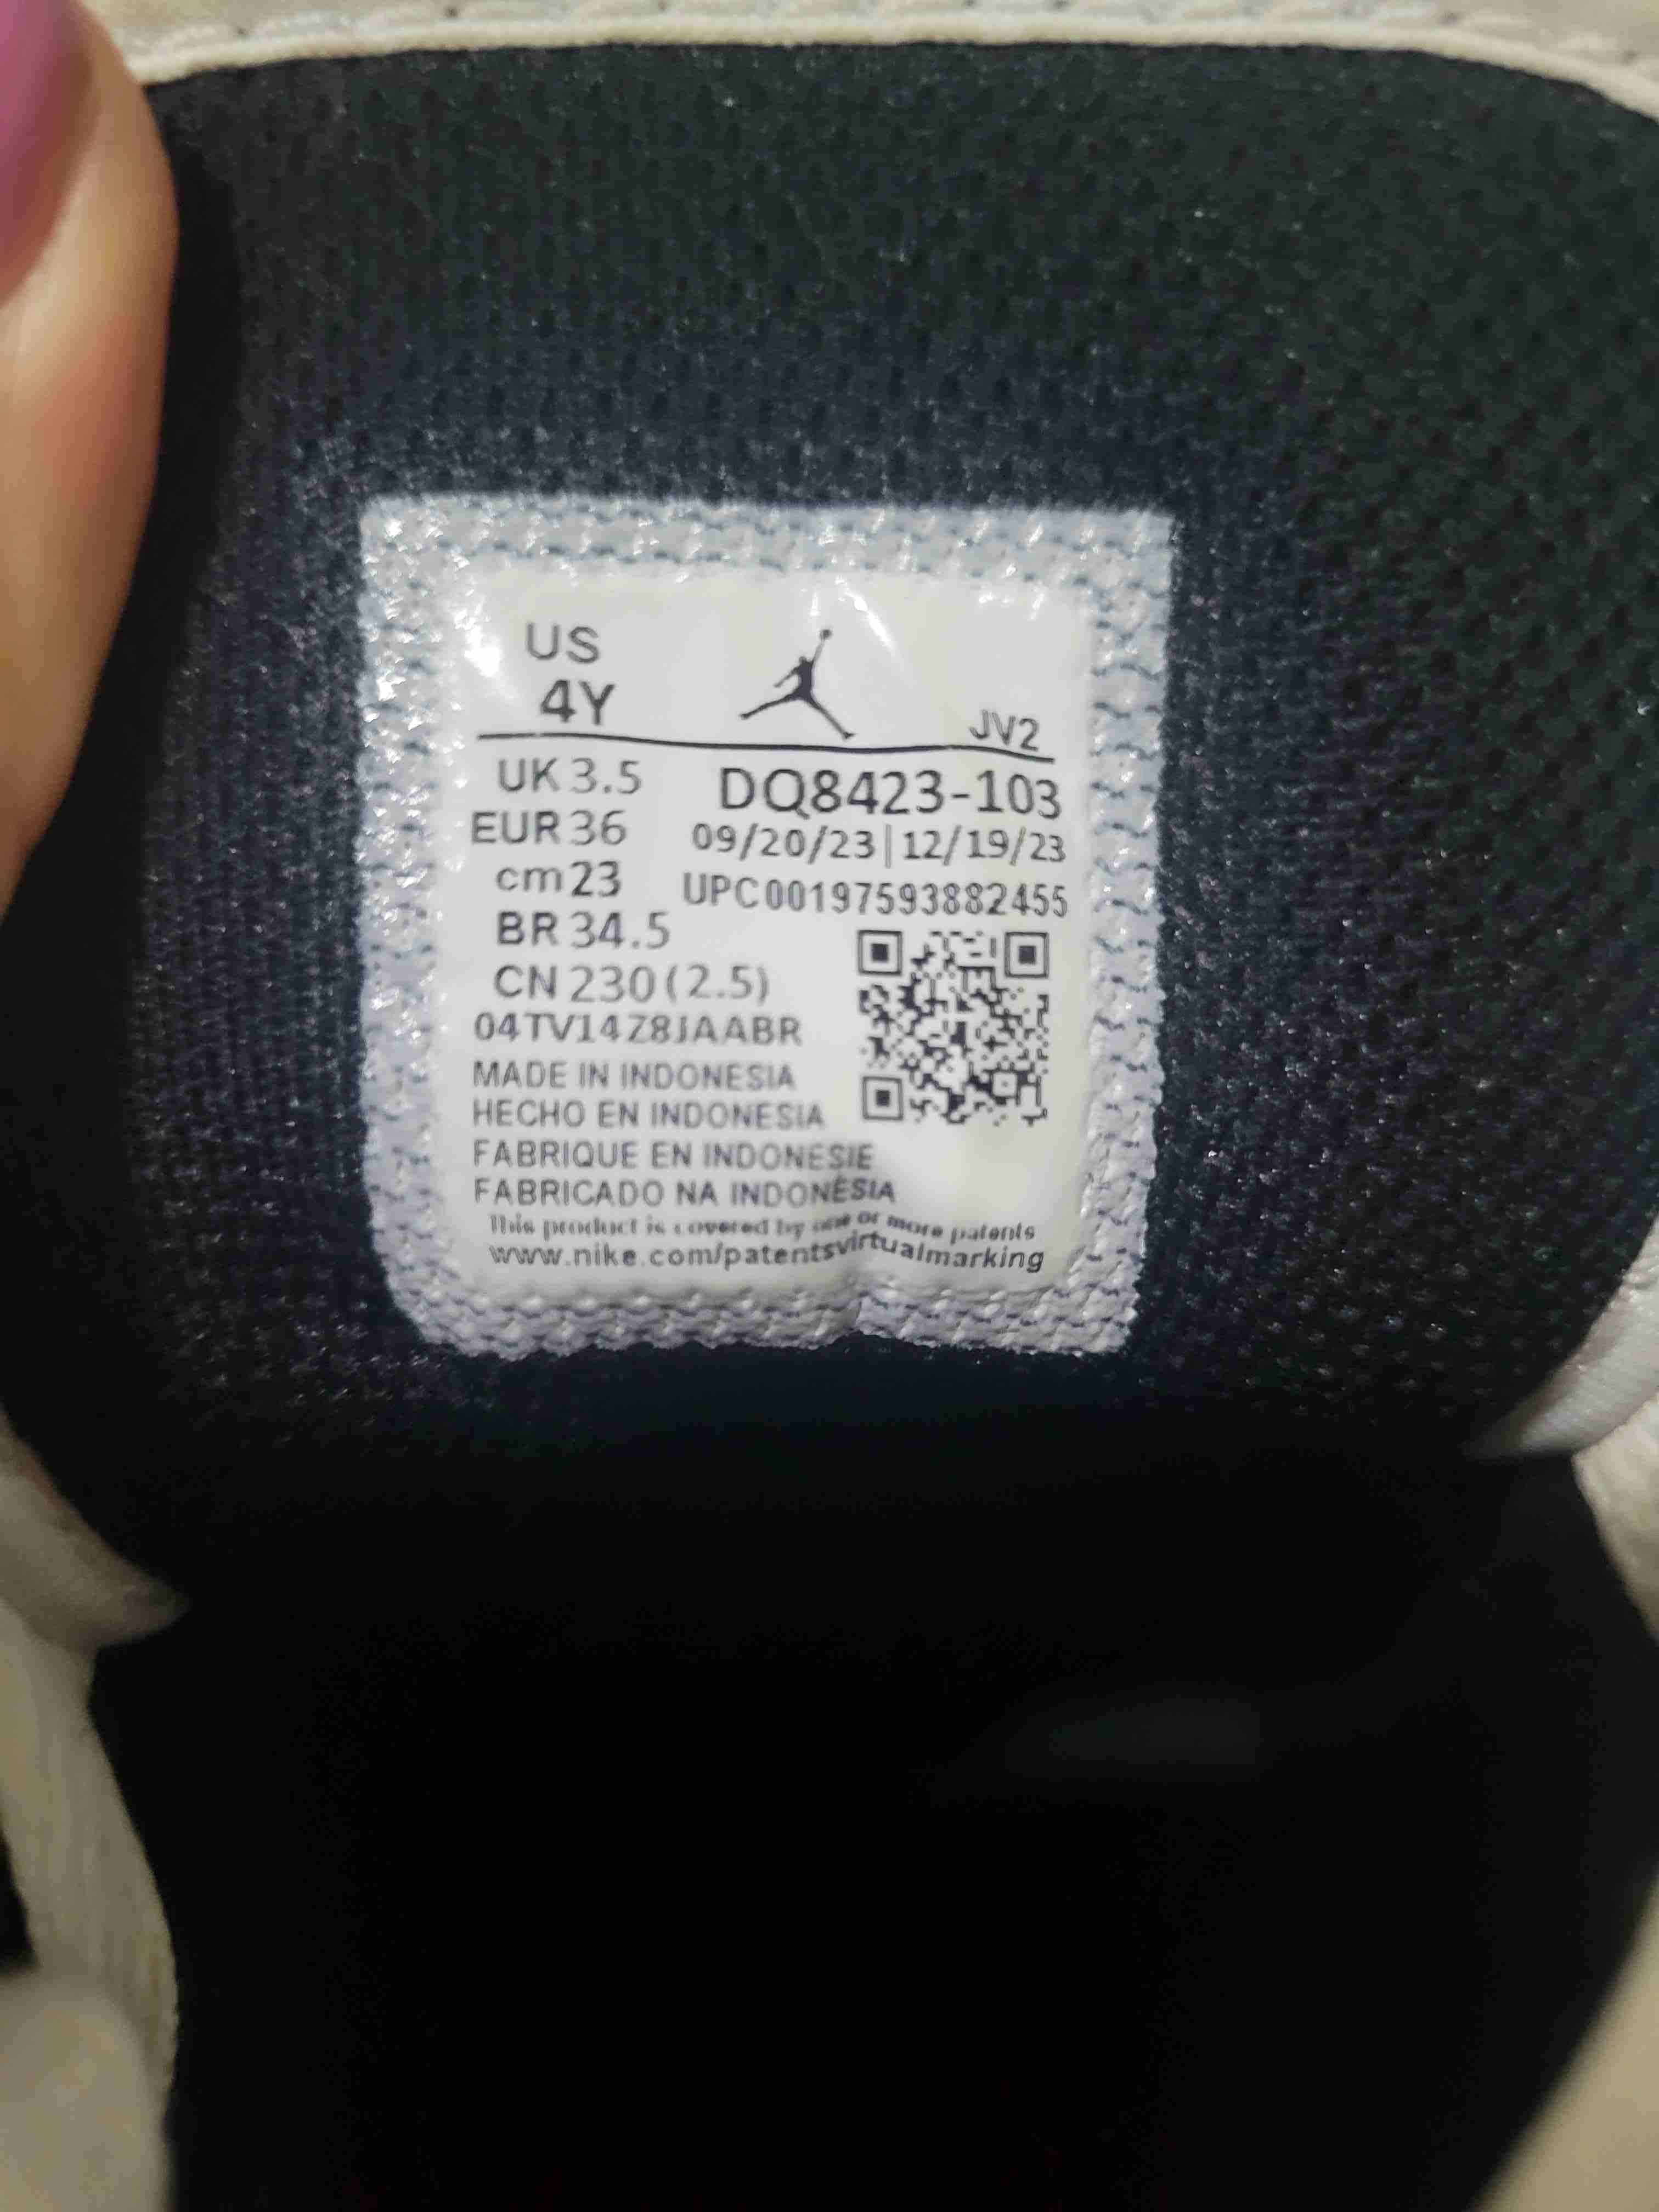 US
4Y
JV2
UK 3.5
DQ8423-103
EUR 36
09/20/23|12/19/23
cm 23
UPC00197593882455
BR 34.5
CN 230 (2.5)
04TV14Z8JAABR
MADE IN INDONESIA
HECHO EN INDONESIA
FABRIQUE EN INDONESIE
FABRICADO NA INDONÉSIA
This product is covered by one or more patents
www.nike.com/patentsvirtualmarking